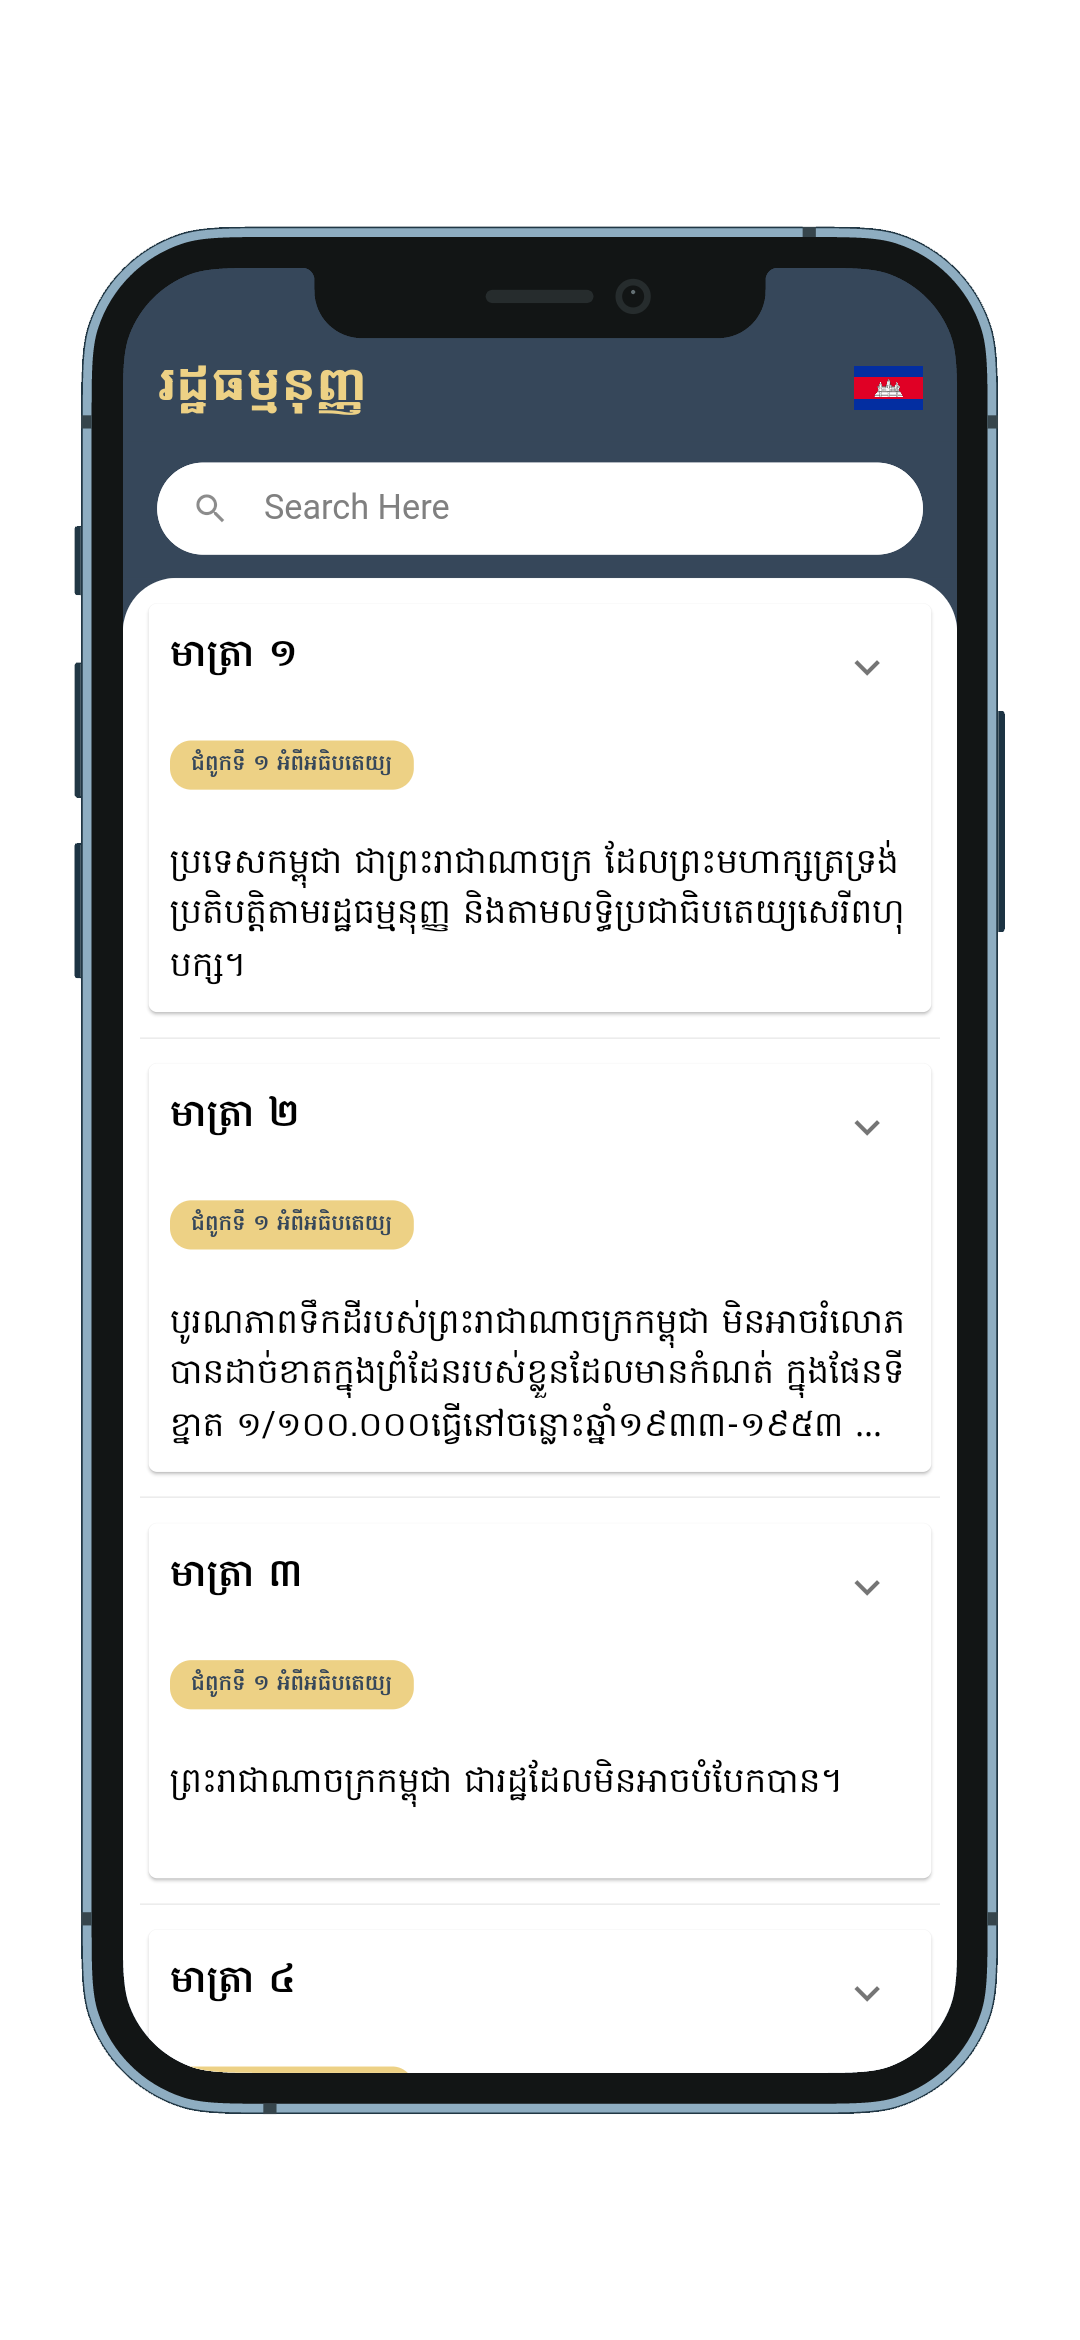 រដ្ឋធម្មនុញ្ញ
Search Here
មាត្រា ១
ជំពូកទី ១ អំពីអធិបតេយ្យ
ប្រទេសកម្ពុជា ជាព្រះរាជាណាចក្រ ដែលព្រះមហាក្សត្រទ្រង់
ប្រតិបត្តិតាមរដ្ឋធម្មនុញ្ញ និងតាមលទ្ធិប្រជាធិបតេយ្យសេរីពហុ
បក្ស។
មាត្រា ២
ជំពូកទី ១ អំពីអធិបតេយ្យ
បូរណភាពទឹកដីរបស់ព្រះរាជាណាចក្រកម្ពុជា មិនអាចរំលោភ
បានដាច់ខាតក្នុងព្រំដែនរបស់ខ្លួនដែលមានកំណត់ ក្នុងផែនទី
ខ្នាត ១/១០០.០០០ធ្វើនៅចន្លោះឆ្នាំ១៩៣៣-១៩៥៣ ...
មាត្រា ៣
ជំពូកទី ១ អំពីអធិបតេយ្យ
ព្រះរាជាណាចក្រកម្ពុជា ជារដ្ឋដែលមិនអាចបំបែកបាន។
មាត្រា ៤